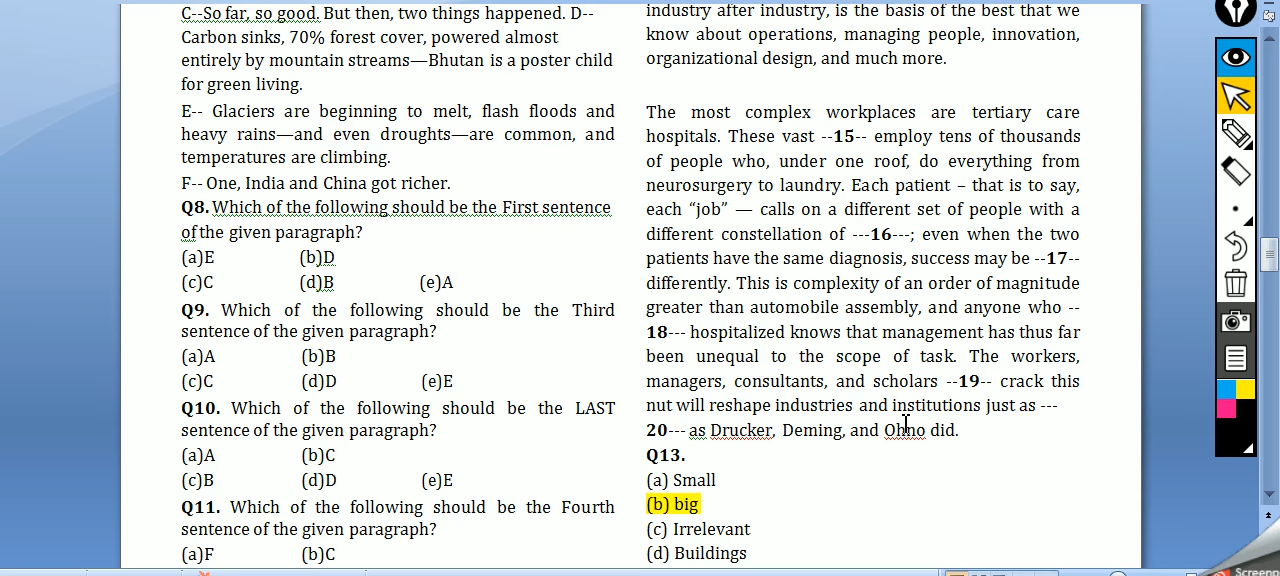 C--So far, so good. But then, two things happened. D--
Carbon sinks, 70% forest cover, powered almost
entirely by mountain streams—Bhutan is a poster child
for green living.
E-- Glaciers are beginning to melt, flash floods and
heavy rains—and even droughts—are common, and
temperatures are climbing.
F-- One, India and China got richer.
Q8. Which of the following should be the First sentence
of the given paragraph?
(a)E (b)D
(c)C (d)B (e)A
Q9. Which of the following should be the Third
sentence of the given paragraph?
(a)A (b)B
(c)C (d)D (e)E
Q10. Which of the following should be the LAST
sentence of the given paragraph?
(a)A (b)C
(c)B (d)D (e)E
Q11. Which of the following should be the Fourth
sentence of the given paragraph?
(a)F (b)C
industry after industry, is the basis of the best that we
know about operations, managing people, innovation,
organizational design, and much more.
The most complex workplaces are tertiary care
hospitals. These vast --15-- employ tens of thousands
of people who, under one roof, do everything from
neurosurgery to laundry. Each patient – that is to say,
each “job” — calls on a different set of people with a
different constellation of ---16---; even when the two
patients have the same diagnosis, success may be --17--
differently. This is complexity of an order of magnitude
greater than automobile assembly, and anyone who --
18--- hospitalized knows that management has thus far
been unequal to the scope of task. The workers,
managers, consultants, and scholars --19-- crack this
nut will reshape industries and institutions just as ---
20--- as Drucker, Deming, and Ohno did.
Q13.
(a) Small
(b) big
(c) Irrelevant
(d) Buildings